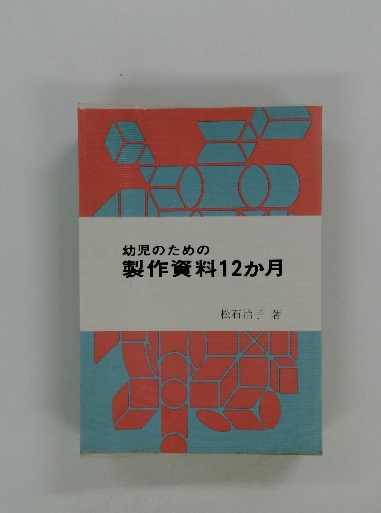 幼児のための
製作資料12か月
松石治子 著